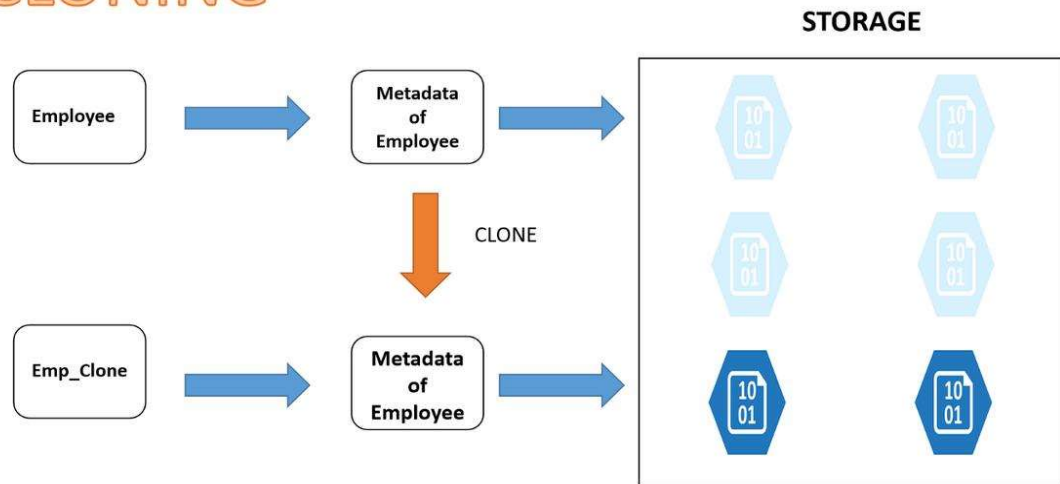 CLONING
STORAGE
Employee
Metadata
of
Employee
CLONE
Emp_Clone
Metadata
of
Employee
10
01
10
01
10
01
10
01
10
01
10
01